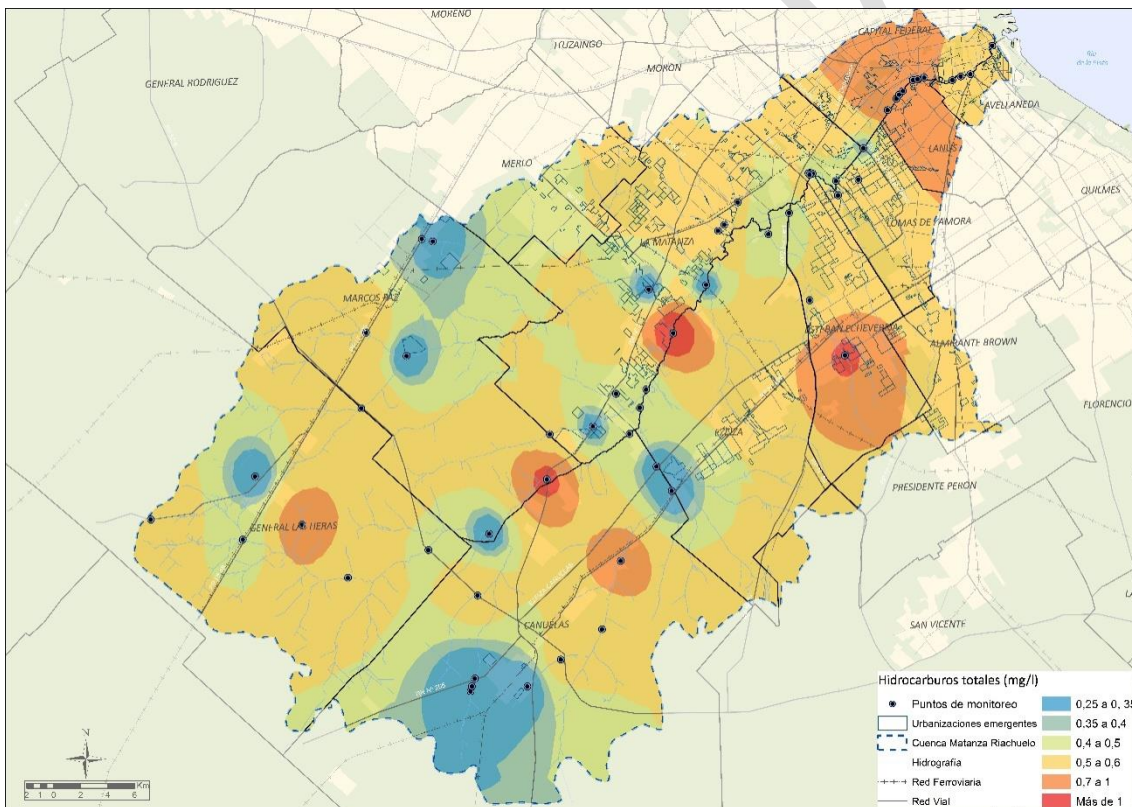 MORENO
ITUZAINGO
CAPITAL FEDERAL
Río
de la Plata
MORON
GENERAL RODRIGUEZ
AVELLANEDA
LANUS
MERLO
QUILMES
LOMAS DE ZAMORA
LA MATANZA
MARCOS PAZ
ESTEBAN ECHEVERRIA
ALMIRANTE BROWN
FLORENCIO
EZEIZA
PRESIDENTE PERON
GENERAL LAS HERAS
CAÑUELAS
SAN VICENTE
N
2 1 0 2 4 6
Km
Hidrocarburos totales (mg/l)
Puntos de monitoreo
Urbanizaciones emergentes
Cuenca Matanza Riachuelo
Hidrografía
Red Ferroviaria
Red Vial
0,25 a 0, 35
0.35 a 0,4
0,4 a 0,5
0,5 a 0,6
0,7 a 1
Más de 1